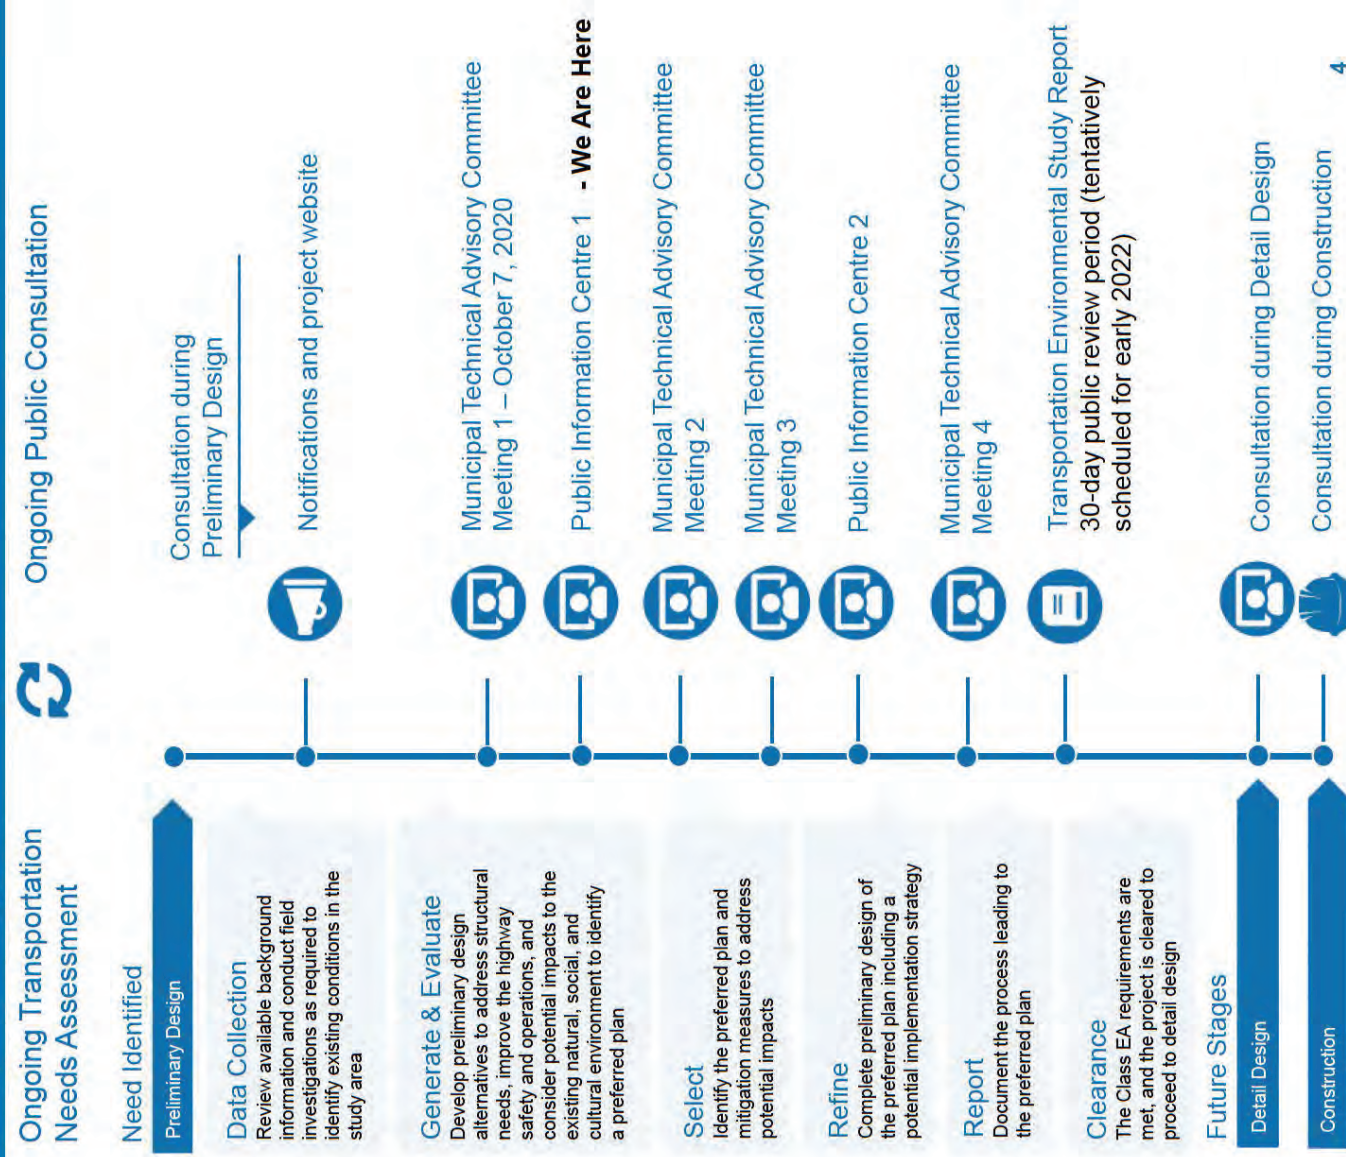 Ongoing Transportation
Needs Assessment
Ongoing Public Consultation
Need Identified
Preliminary Design
Consultation during
Preliminary Design
Data Collection
Review available background
information and conduct field
investigations as required to
identify existing conditions in the
study area
Notifications and project website
Generate & Evaluate
Develop preliminary design
alternatives to address structural
needs, improve the highway
safety and operations, and
consider potential impacts to the
existing natural, social, and
cultural environment to identify
a preferred plan
Municipal Technical Advisory Committee
Meeting 1 – October 7, 2020
Public Information Centre 1 - We Are Here
Select
Identify the preferred plan and
mitigation measures to address
potential impacts
Municipal Technical Advisory Committee
Meeting 2
Municipal Technical Advisory Committee
Meeting 3
Refine
Complete preliminary design of
the preferred plan including a
potential implementation strategy
Public Information Centre 2
Report
Document the process leading to
the preferred plan
Municipal Technical Advisory Committee
Meeting 4
Clearance
The Class EA requirements are
met, and the project is cleared to
proceed to detail design
Transportation Environmental Study Report
30-day public review period (tentatively
scheduled for early 2022)
Future Stages
Detail Design
Consultation during Detail Design
Construction
Consultation during Construction
4